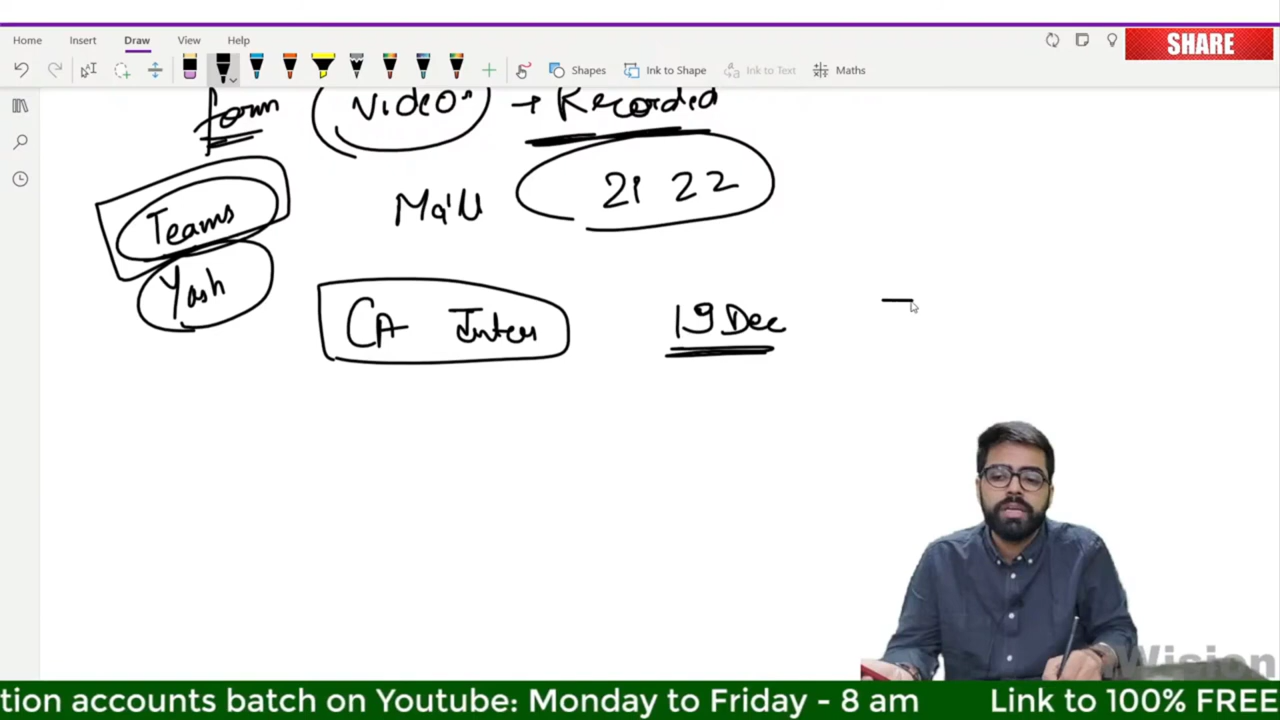 Home Insert Draw View Help
SHARE
Shapes Ink to Shape Ink to Text Maths
form Video → Recorded
Teams Mail 21 22
Yash
CA Inter 19 Dec
Wision
tion accounts batch on Youtube: Monday to Friday - 8 am Link to 100% FREE